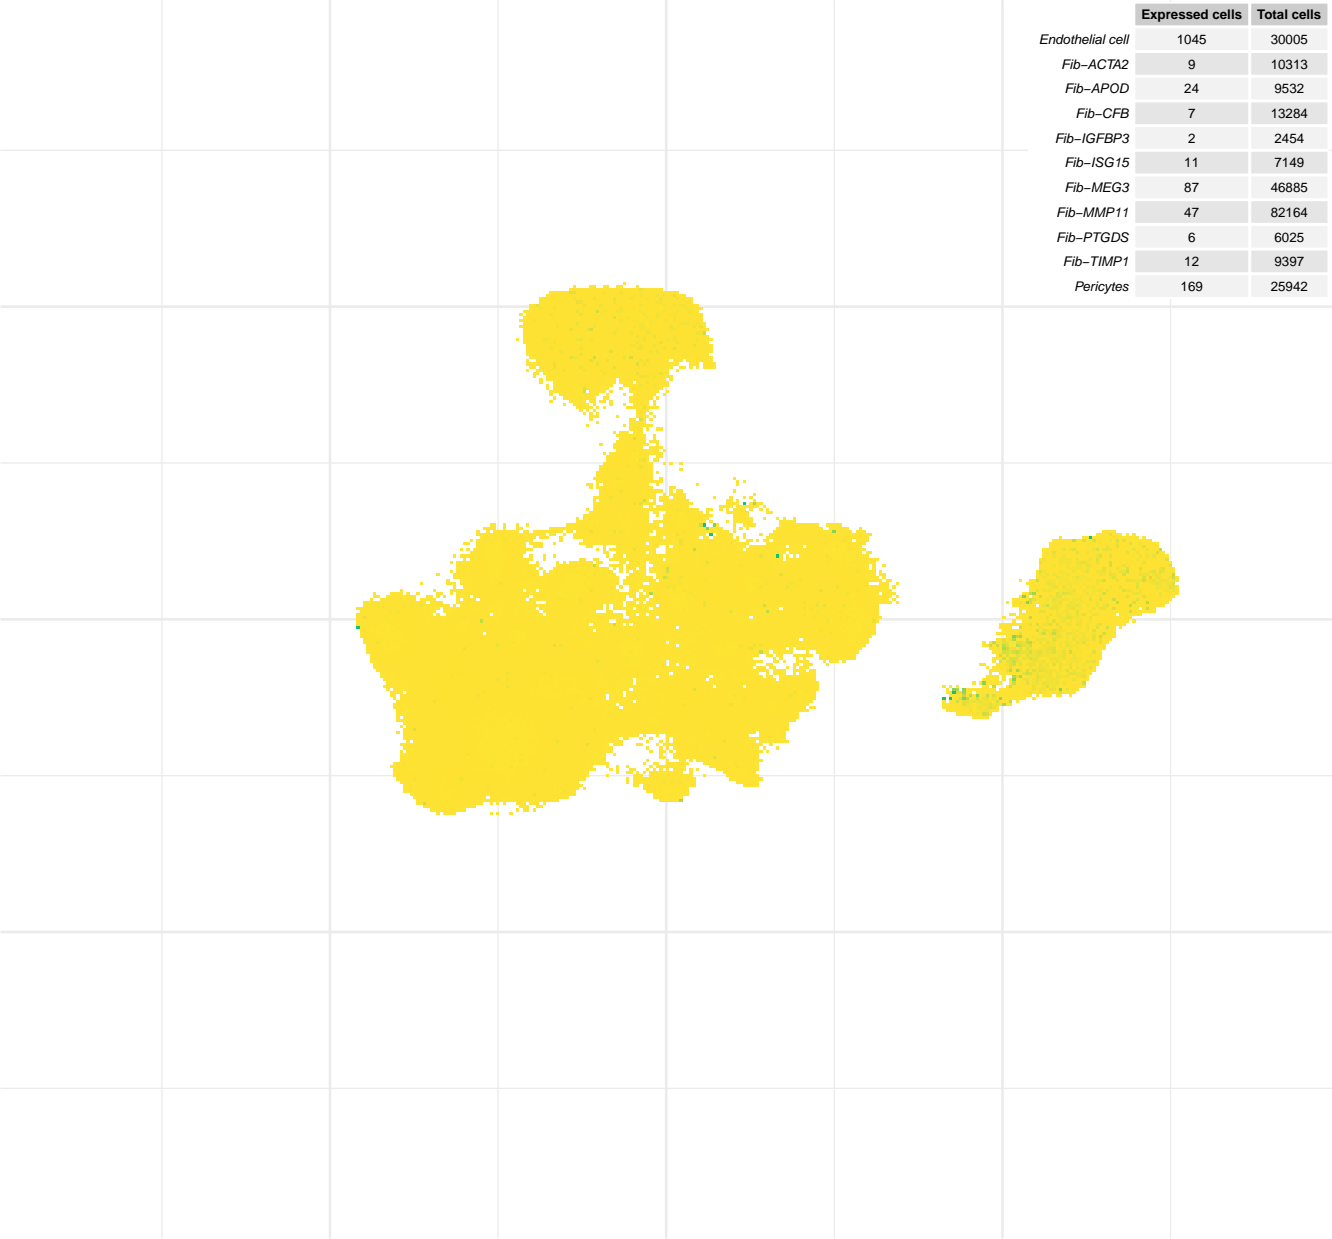 Expressed cells Total cells
Endothelial cell 1045 30005
Fib−ACTA2 9 10313
Fib−APOD 24 9532
Fib−CFB 7 13284
Fib−IGFBP3 2 2454
Fib−ISG15 11 7149
Fib−MEG3 87 46885
Fib−MMP11 47 82164
Fib−PTGDS 6 6025
Fib−TIMP1 12 9397
Pericytes 169 25942